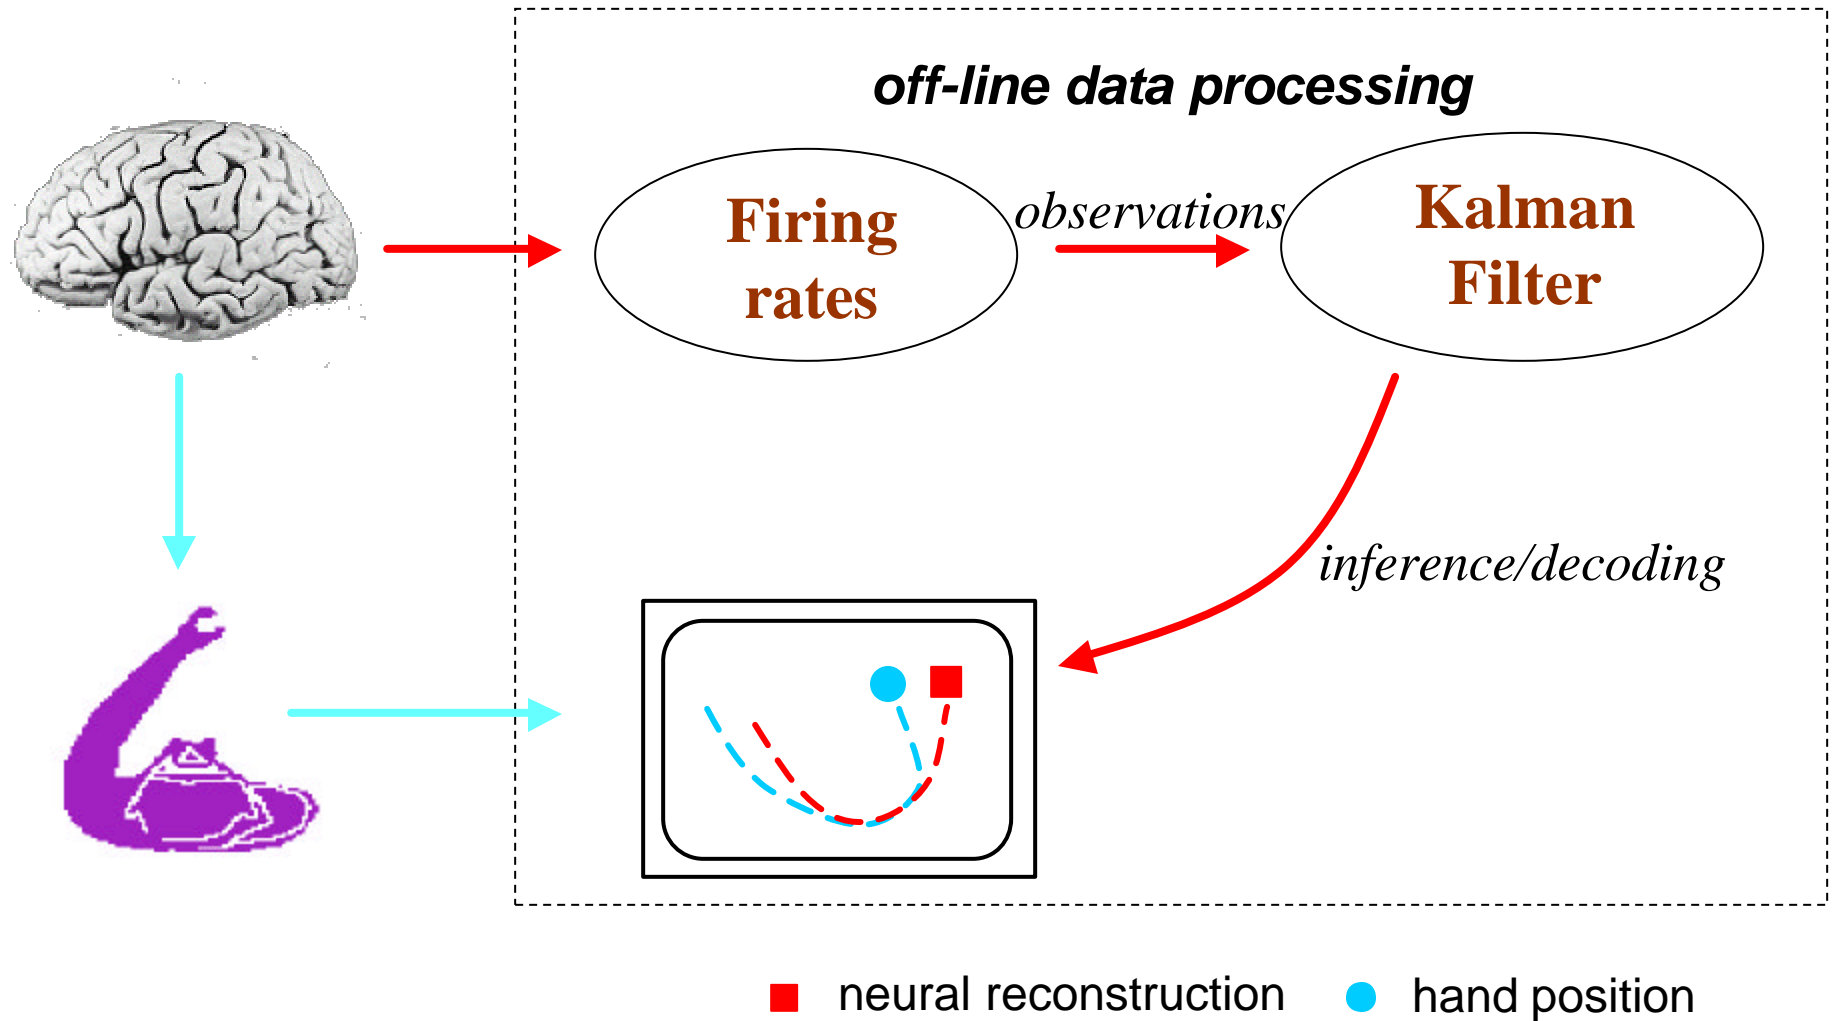 off-line data processing
Firing
rates
observations
Kalman
Filter
inference/decoding
neural reconstruction
hand position